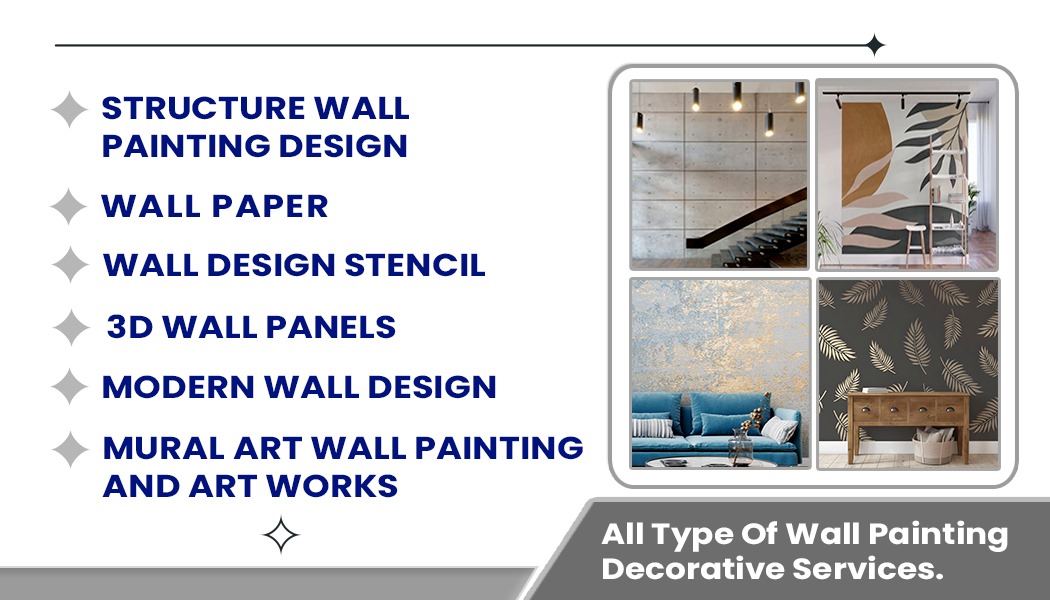 STRUCTURE WALL
PAINTING DESIGN
WALL PAPER
WALL DESIGN STENCIL
3D WALL PANELS
MODERN WALL DESIGN
MURAL ART WALL PAINTING
AND ART WORKS
All Type Of Wall Painting
Decorative Services.